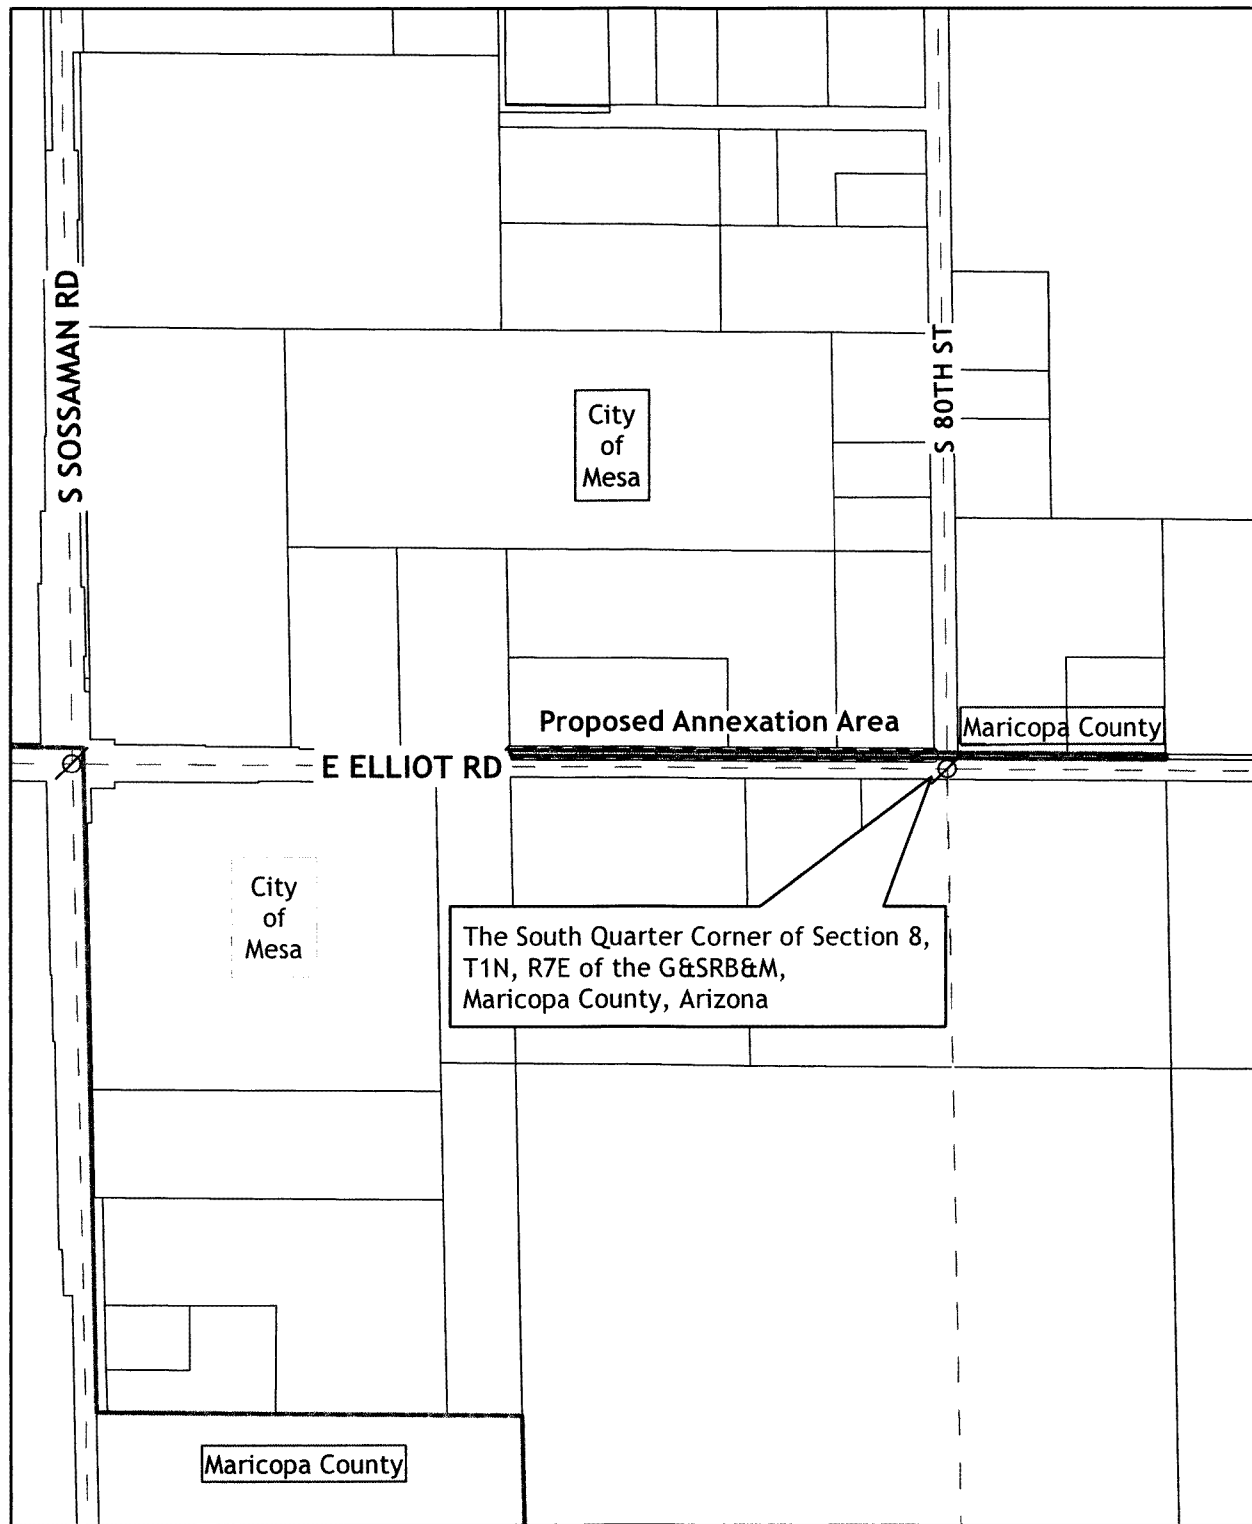 S SOSSAMAN RD
S 80TH ST
City
of
Mesa
Proposed Annexation Area
Maricopa County
E ELLIOT RD
City
of
Mesa
The South Quarter Corner of Section 8,
T1N, R7E of the G&SRB&M,
Maricopa County, Arizona
Maricopa County